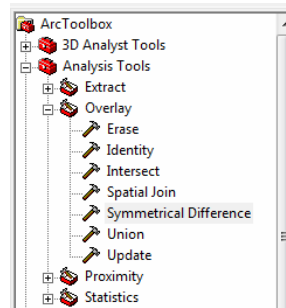 ArcToolbox
3D Analyst Tools
Analysis Tools
Extract
Overlay
Erase
Identity
Intersect
Spatial Join
Symmetrical Difference
Union
Update
Proximity
Statistics